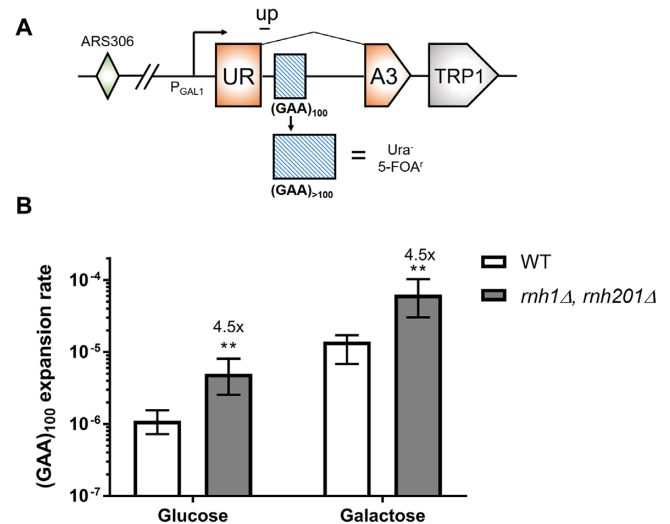 A
up
ARS306
PGAL1
UR
A3
TRP1
(GAA)100
(GAA)>100
=
Ura-
5-FOAr
B
(GAA)100 expansion rate
10-4
10-5
10-6
10-7
4.5x
**
4.5x
**
Glucose
Galactose
WT
rnh1Δ, rnh201Δ